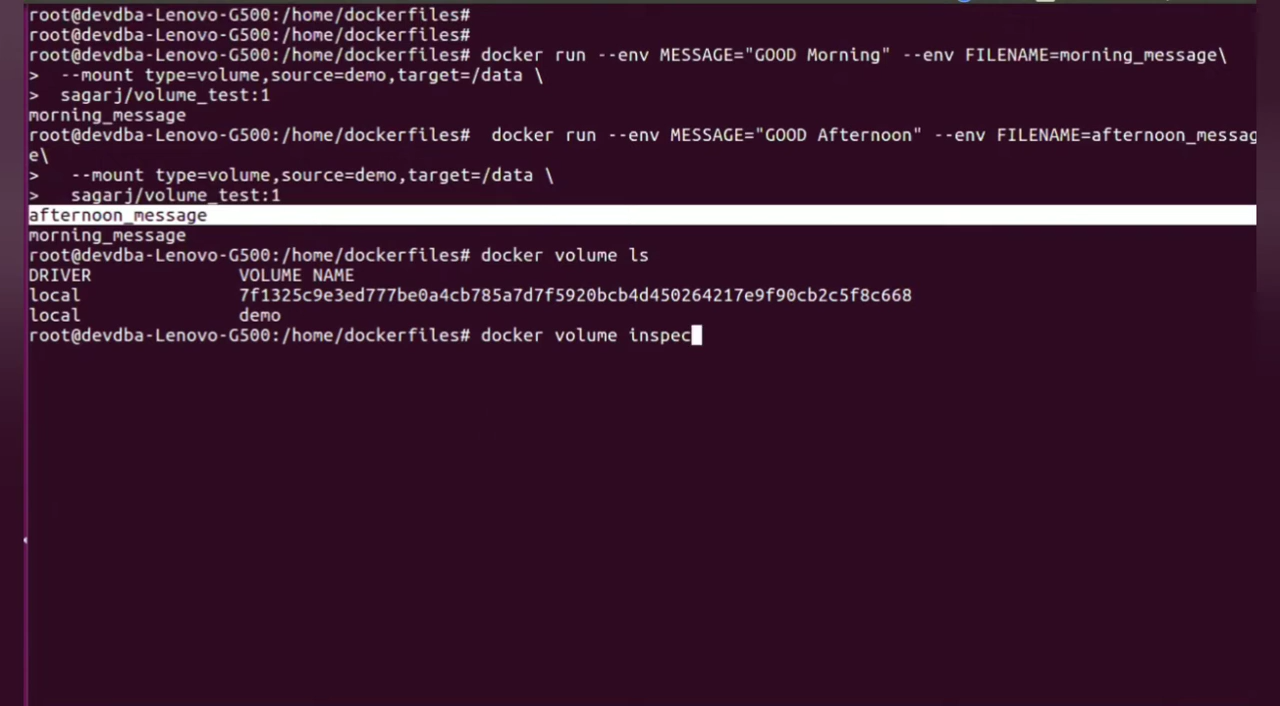 root@devdba-Lenovo-G500:/home/dockerfiles#
root@devdba-Lenovo-G500:/home/dockerfiles#
root@devdba-Lenovo-G500:/home/dockerfiles# docker run --env MESSAGE="GOOD Morning" --env FILENAME=morning_message\
>  --mount type=volume,source=demo,target=/data \
>  sagarj/volume_test:1
morning_message
root@devdba-Lenovo-G500:/home/dockerfiles#  docker run --env MESSAGE="GOOD Afternoon" --env FILENAME=afternoon_messag
e\
>   --mount type=volume,source=demo,target=/data \
>   sagarj/volume_test:1
afternoon_message
morning_message
root@devdba-Lenovo-G500:/home/dockerfiles# docker volume ls
DRIVER              VOLUME NAME
local               7f1325c9e3ed777be0a4cb785a7d7f5920bcb4d450264217e9f90cb2c5f8c668
local               demo
root@devdba-Lenovo-G500:/home/dockerfiles# docker volume inspec